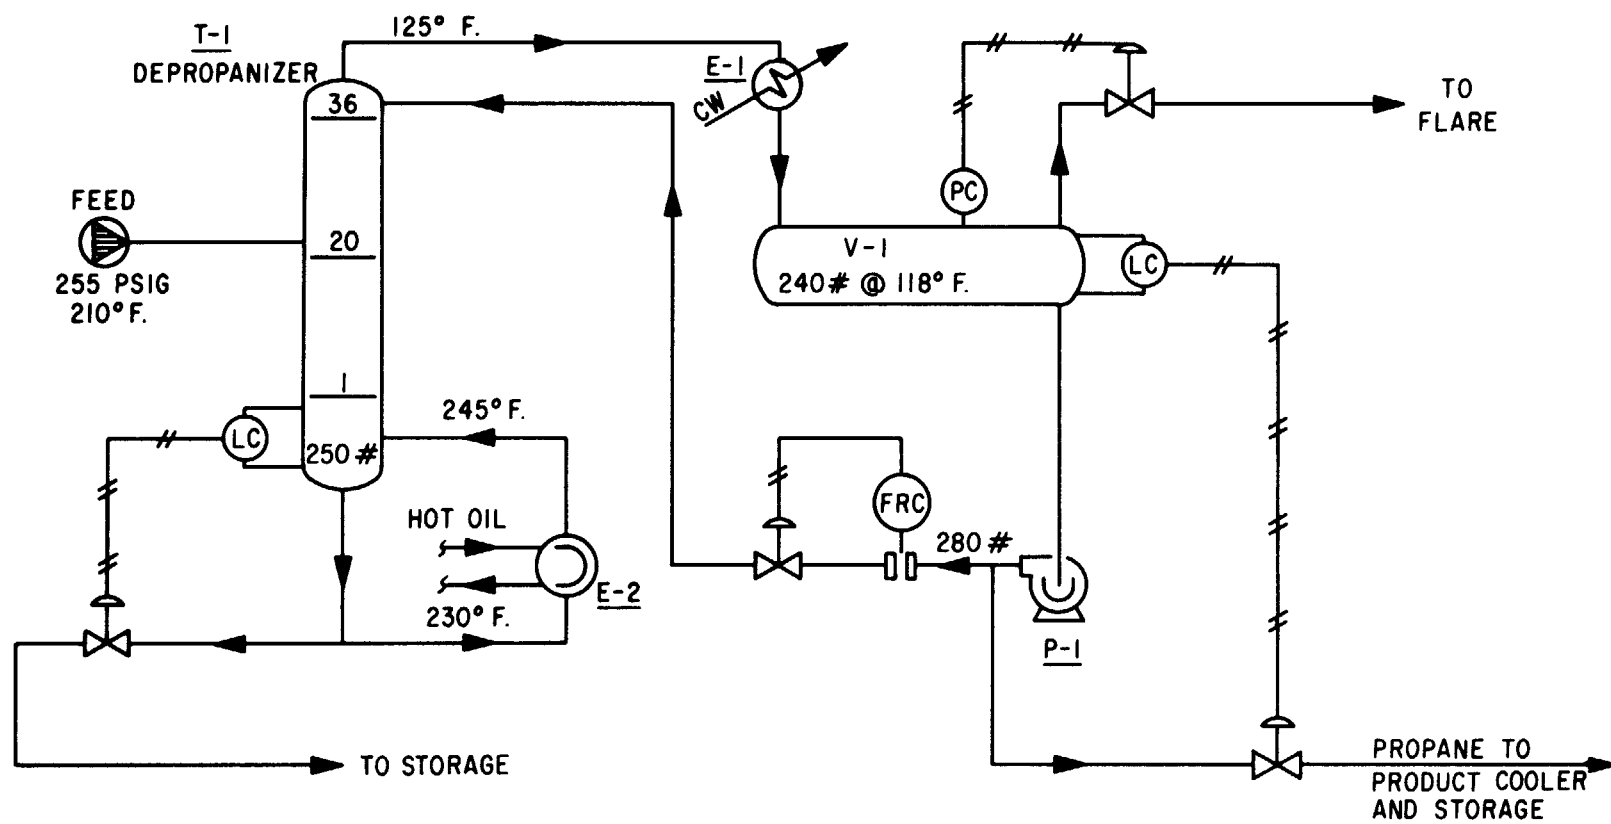 T-1
DEPROPANIZER
125° F.
E-1
CW
36
FEED
255 PSIG
210° F.
20
1
LC
250 #
245° F.
HOT OIL
230° F.
E-2
TO STORAGE
PC
TO
FLARE
V-1
240 # @ 118° F.
LC
FRC
280 #
P-1
PROPANE TO
PRODUCT COOLER
AND STORAGE